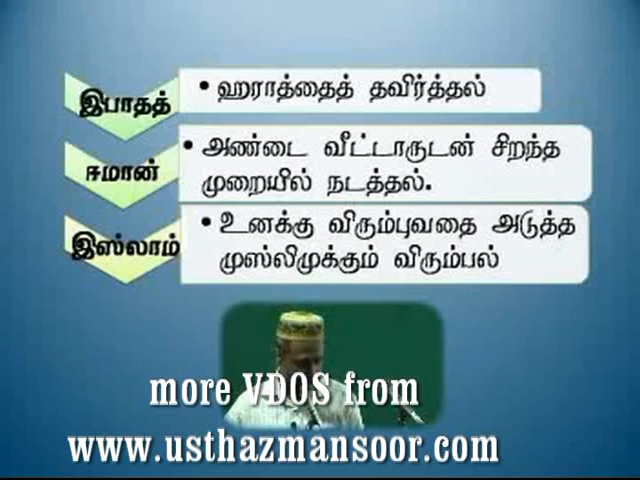 இபாதத்
• ஹராத்தைத் தவிர்த்தல்
ஈமான்
• அண்டை வீட்டாருடன் சிறந்த
முறையில் நடத்தல்.
இஸ்லாம்
• உனக்கு விரும்புவதை அடுத்த
முஸ்லிமுக்கும் விரும்பல்
more VDOS from
www.usthazmansoor.com